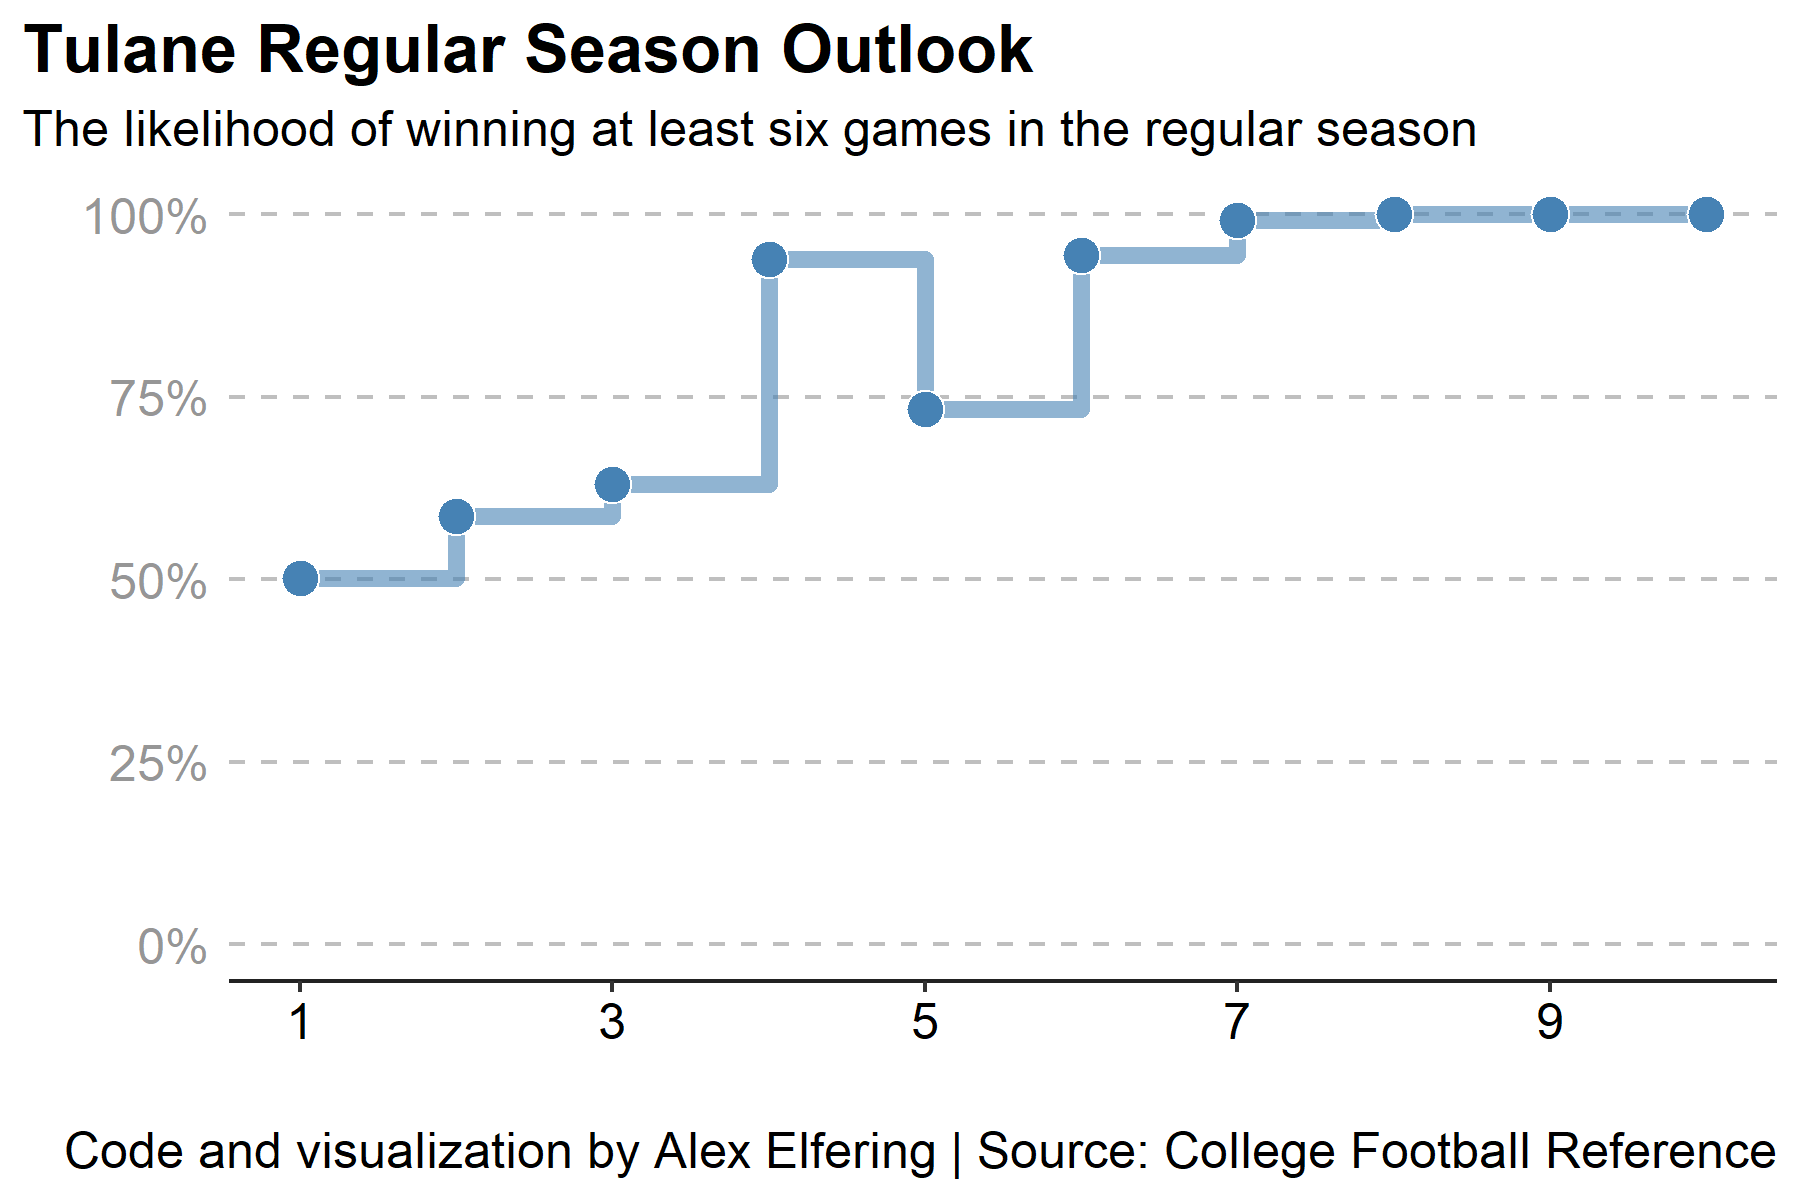 Tulane Regular Season Outlook
The likelihood of winning at least six games in the regular season
100%
75%
50%
25%
0%
1 3 5 7 9
Code and visualization by Alex Elfering | Source: College Football Reference